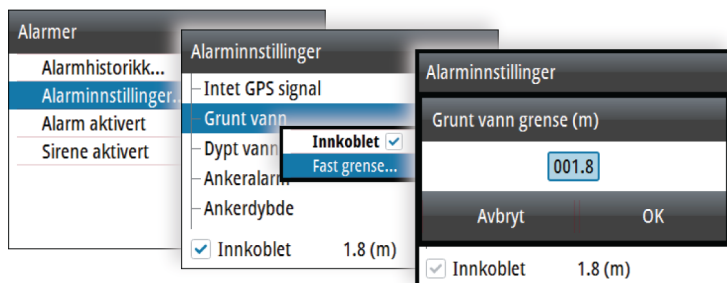 Alarmer
Alarmhistorikk...
Alarminnstillinger..
Alarm aktivert
Sirene aktivert
Alarminnstillinger
Intet GPS signal
Grunt vann
Dypt vann
Ankeralarm
Ankerdybde
Innkoblet 1.8 (m)
Innkoblet
Fast grense...
Alarminnstillinger
Grunt vann grense (m)
001.8
Avbryt OK
Innkoblet 1.8 (m)